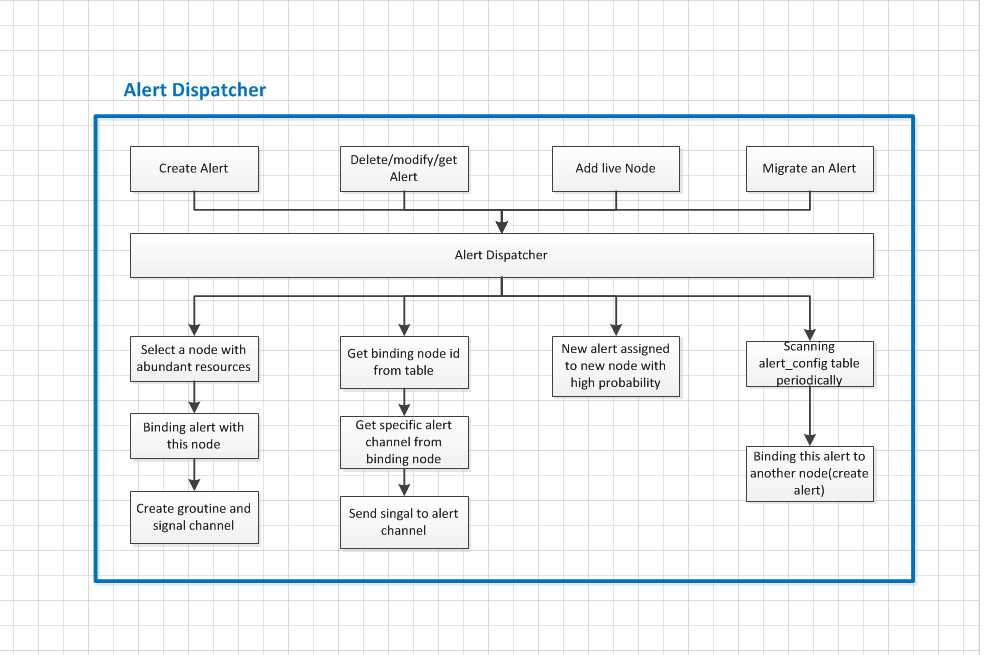 Alert Dispatcher
Create Alert
Delete/modify/get
Alert
Add live Node
Migrate an Alert
Alert Dispatcher
Select a node with
abundant resources
Get binding node id
from table
New alert assigned
to new node with
high probability
Scanning
alert_config table
periodically
Binding alert with
this node
Get specific alert
channel from
binding node
Binding this alert to
another node(create
alert)
Create groutine and
signal channel
Send singal to alert
channel